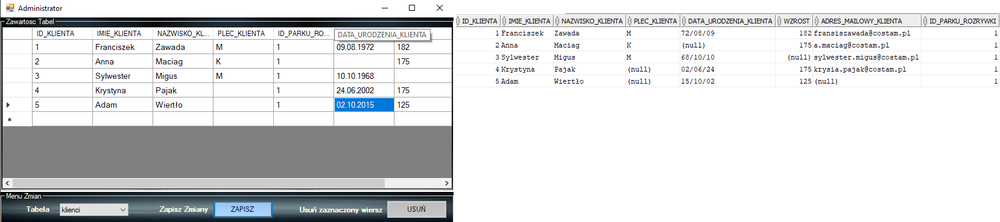 Administrator
Zawartosc Tabel
ID_KLIENTA IMIE_KLIENTA NAZWISKO_KL... PLEC_KLIENTA ID_PARKU_RO... DATA_URODZENIA_KLIENTA
1 Franciszek Zawada M 1 09.08.1972 182
2 Anna Maciag K 1 175
3 Sylwester Migus M 1 10.10.1968
4 Krystyna Pajak 1 24.06.2002 175
5 Adam Wiertło 1 02.10.2015 125
Menu Zmian
Tabela klienci Zapisz Zmiany ZAPISZ Usuń zaznaczony wiersz USUŃ
ID_KLIENTA IMIE_KLIENTA NAZWISKO_KLIENTA PLEC_KLIENTA DATA_URODZENIA_KLIENTA WZROST ADRES_MAILOWY_KLIENTA ID_PARKU_ROZRYWKI
1 Franciszek Zawada M 72/08/09 182 fransiszawada@costam.pl 1
2 Anna Maciag K (null) 175 a.maciag@costam.pl 1
3 Sylwester Migus M 68/10/10 (null) sylwester.migus@costam.pl 1
4 Krystyna Pajak (null) 02/06/24 175 krysia.pajak@costam.pl 1
5 Adam Wiertło (null) 15/10/02 125 (null) 1